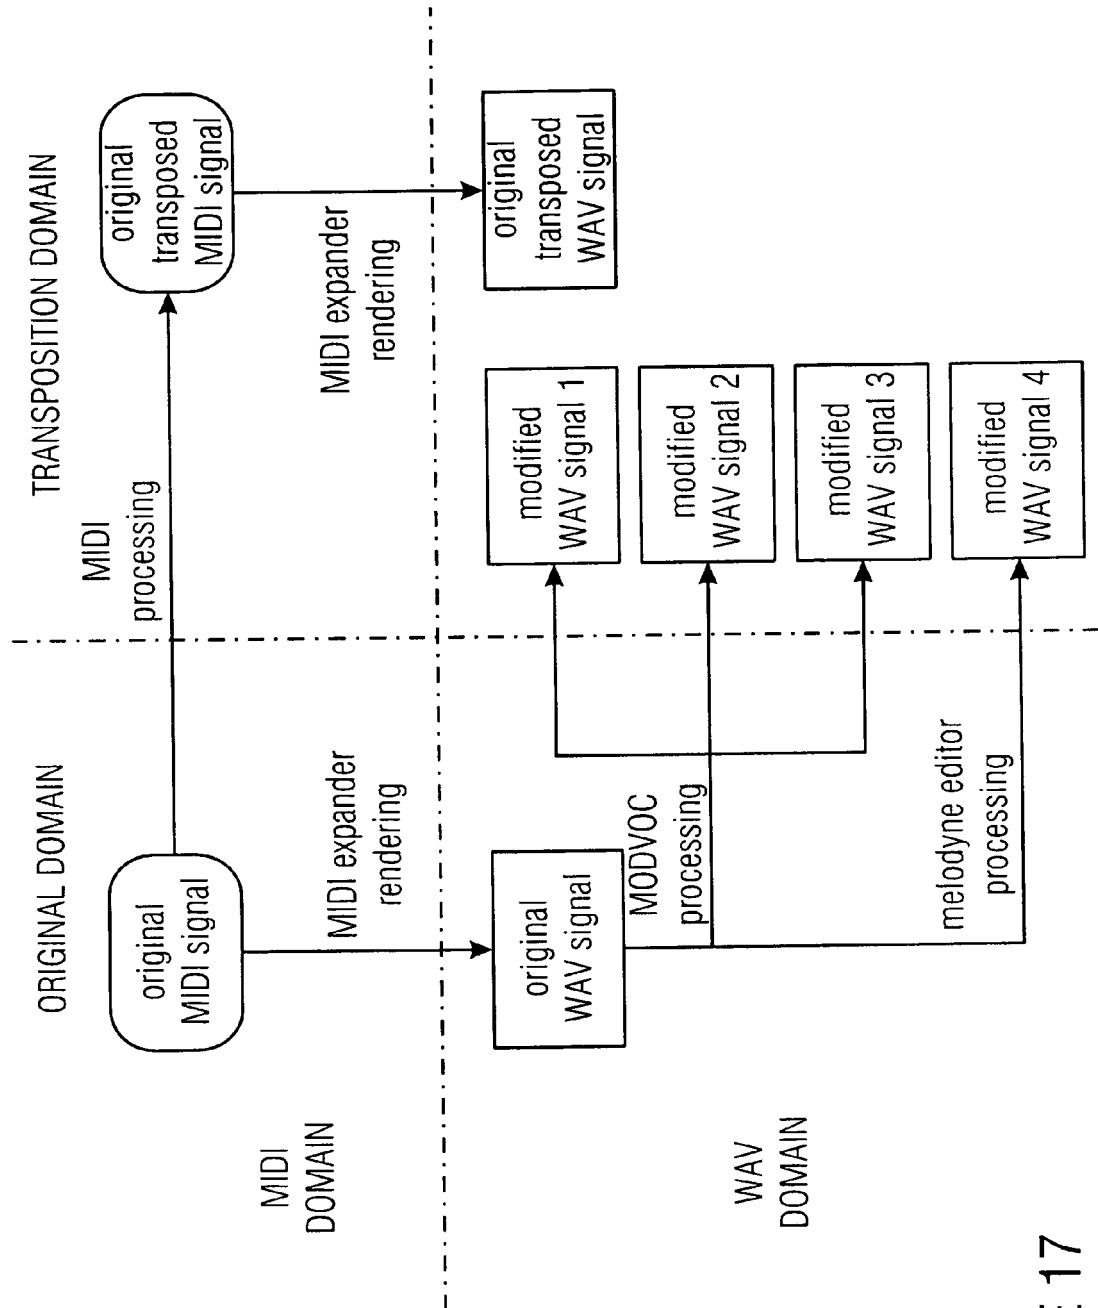 ORIGINAL DOMAIN
TRANSPOSITION DOMAIN
MIDI
DOMAIN
original
MIDI signal
MIDI
processing
original
transposed
MIDI signal
MIDI expander
rendering
MIDI expander
rendering
WAV
DOMAIN
original
WAV signal
MODVOC
processing
melodyne editor
processing
original
transposed
WAV signal
modified
WAV signal 1
modified
WAV signal 2
modified
WAV signal 3
modified
WAV signal 4
17